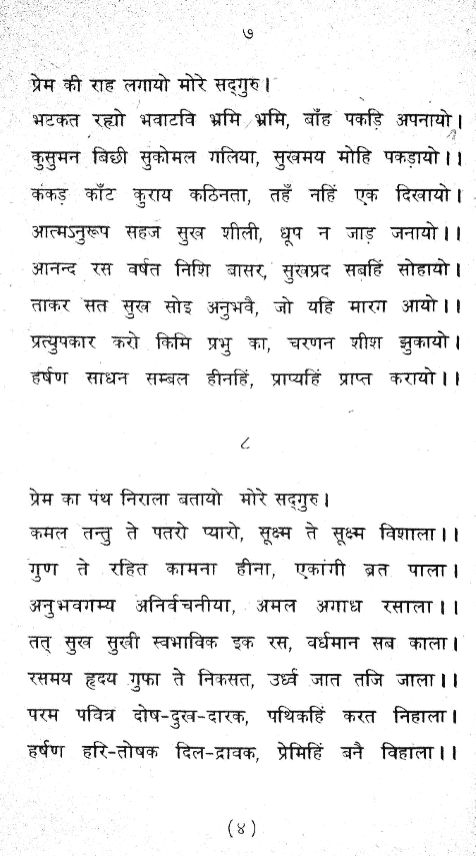 ७
प्रेम की राह लगायो मोरे सद्‌गुरु।
भटकत रह्यो भवाटवि भ्रमि भ्रमि, बाँह पकड़ि अपनायो।
कुसुमन बिछी सुकोमल गलिया, सुखमय मोहि पकड़ायो।।
कंकड़ काँट कुराय कठिनता, तहँ नहिं एक दिखायो।
आत्मऽनुरूप सहज सुख शीली, धूप न जाड़ जनायो।।
आनन्द रस वर्षत निशि बासर, सुखप्रद सबहिं सोहायो।
ताकर सत सुख सोइ अनुभवै, जो यहि मारग आयो।।
प्रत्युपकार करो किमि प्रभु का, चरणन शीश झुकायो।
हर्षण साधन सम्बल हीनहिं, प्राप्यहिं प्राप्त करायो।।
८
प्रेम का पंथ निराला बतायो मोरे सद्‌गुरु।
कमल तन्तु ते पतरो प्यारो, सूक्ष्म ते सूक्ष्म विशाला।।
गुण ते रहित कामना हीना, एकांगी ब्रत पाला।
अनुभवगम्य अनिर्वचनीया, अमल अगाध रसाला।।
तत् सुख सुखी स्वभाविक इक रस, वर्धमान सब काला।
रसमय हृदय गुफा ते निकसत, उर्ध्व जात तजि जाला।।
परम पवित्र दोष-दुख-दारक, पथिकहिं करत निहाला।
हर्षण हरि-तोषक दिल-द्रावक, प्रेमिहिं बनै विहाला।।
(४)